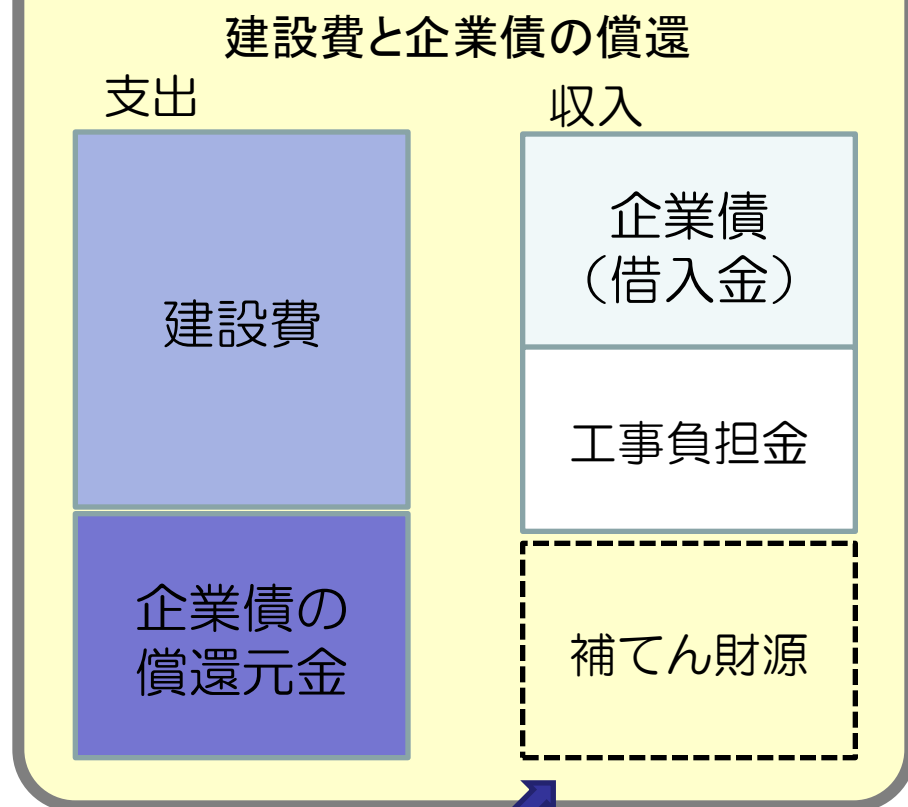 建設費と企業債の償還
支出
建設費
企業債の
償還元金
収入
企業債
（借入金）
工事負担金
補てん財源